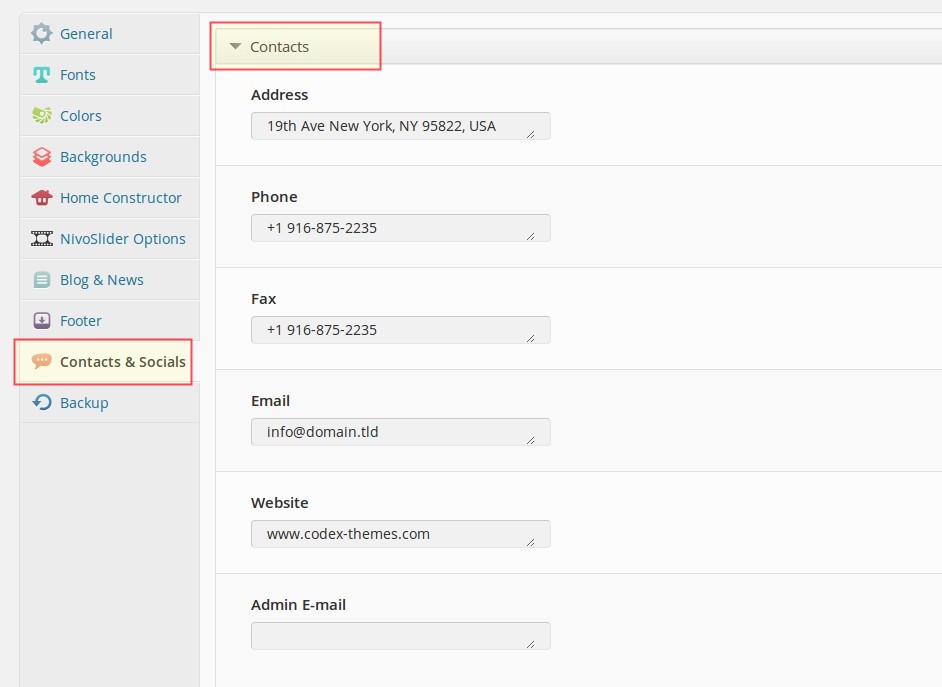 General
Fonts
Colors
Backgrounds
Home Constructor
NivoSlider Options
Blog & News
Footer
Contacts & Socials
Backup
Contacts
Address
19th Ave New York, NY 95822, USA
Phone
+1 916-875-2235
Fax
+1 916-875-2235
Email
info@domain.tld
Website
www.codex-themes.com
Admin E-mail